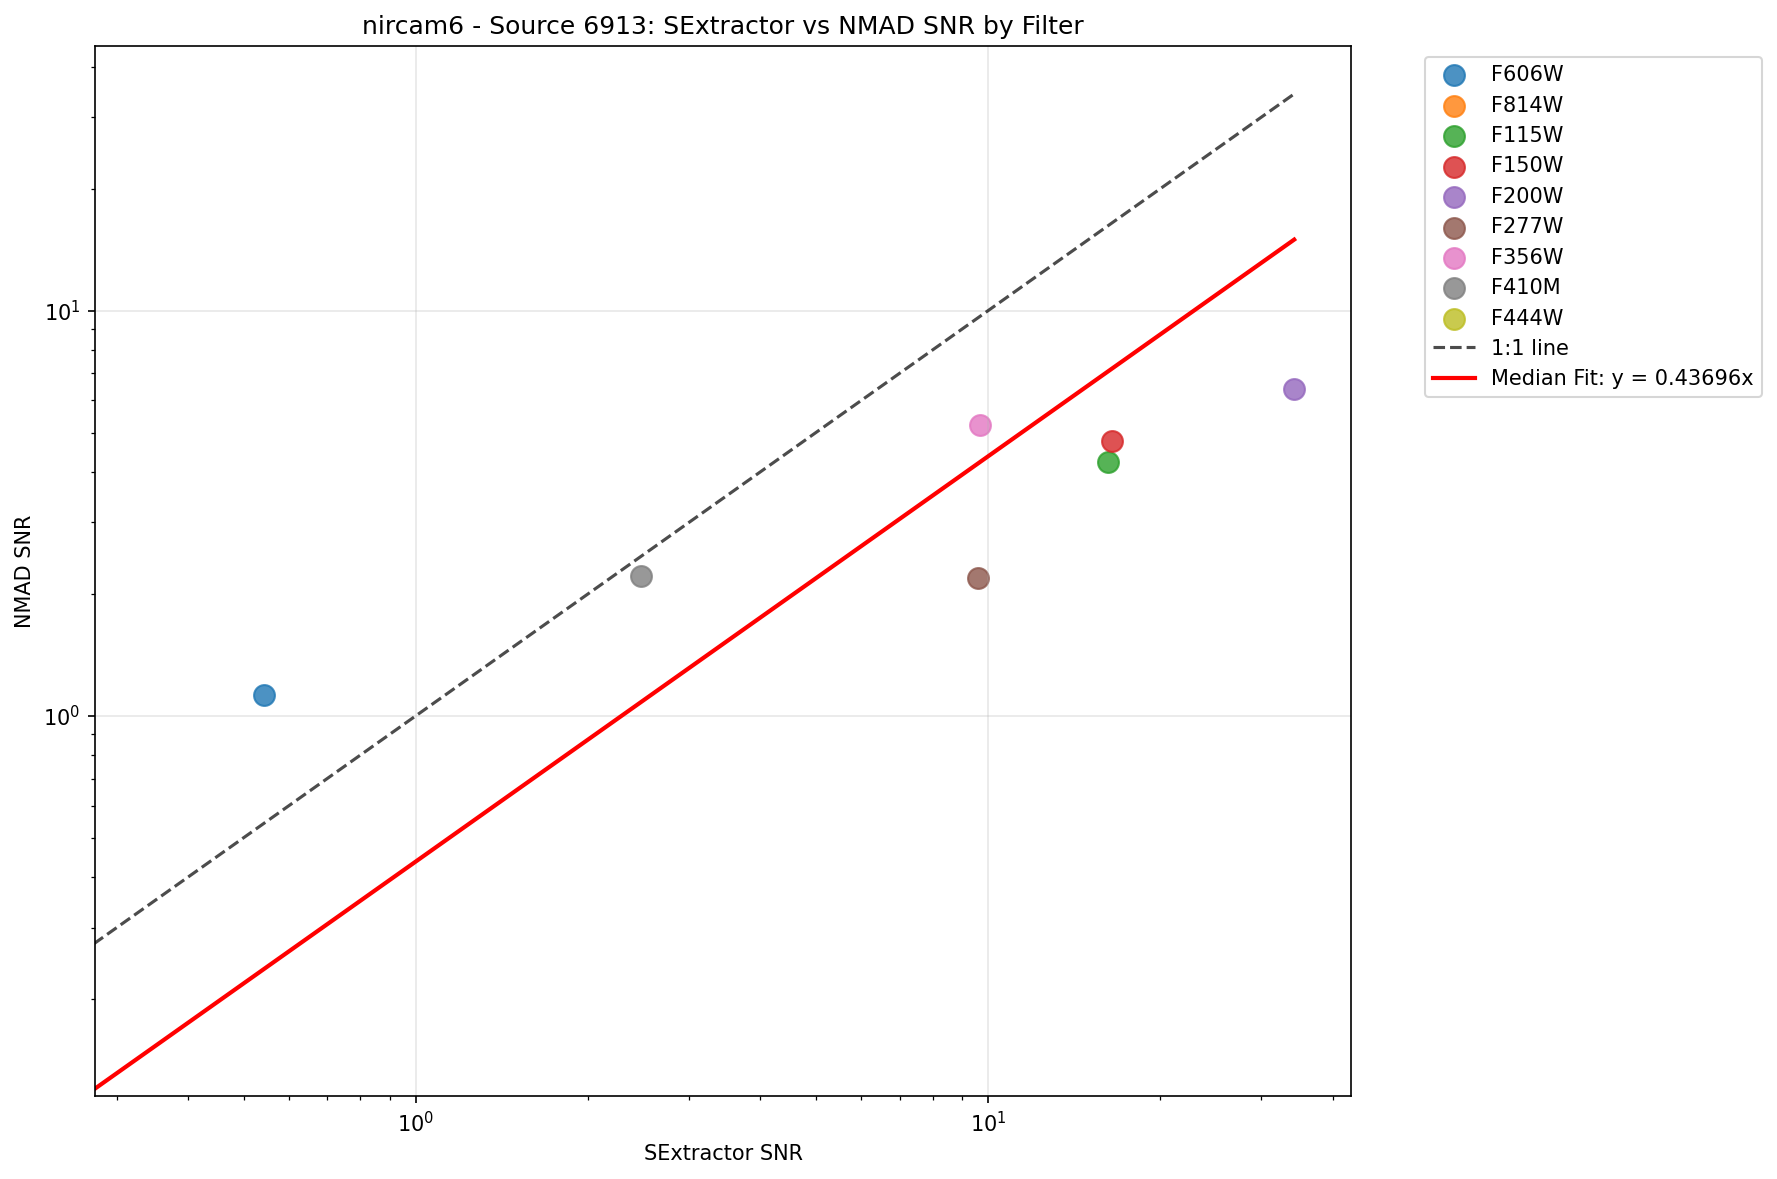 nircam6 - Source 6913: SExtractor vs NMAD SNR by Filter
F606W
F814W
F115W
F150W
F200W
F277W
F356W
F410M
F444W
1:1 line
Median Fit: y = 0.43696x
NMAD SNR
10¹
10⁰
10⁰
10¹
SExtractor SNR